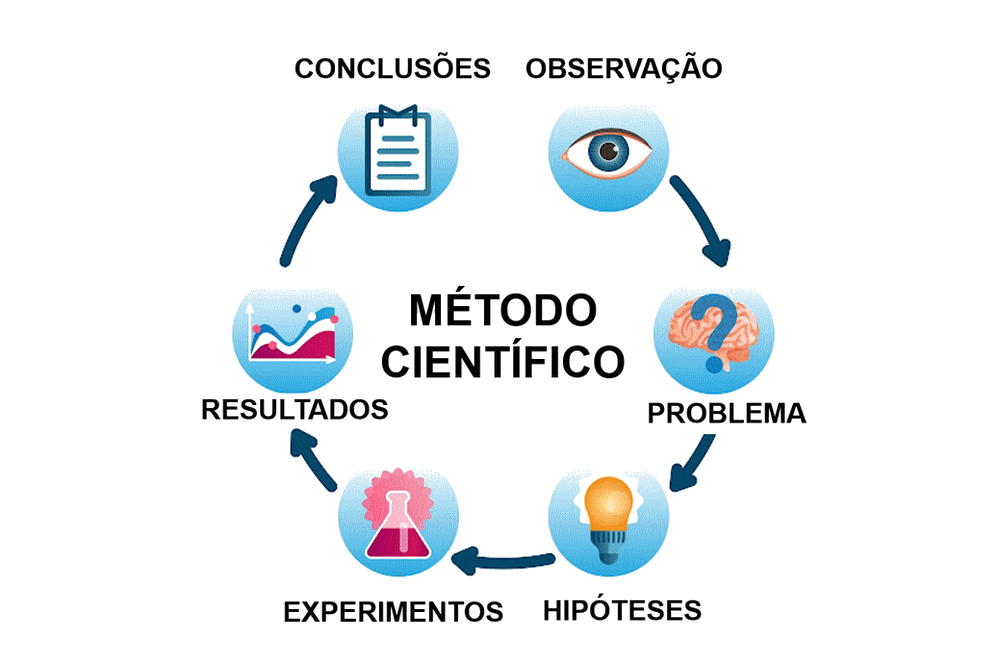 CONCLUSÕES
OBSERVAÇÃO
MÉTODO
CIENTÍFICO
RESULTADOS
PROBLEMA
EXPERIMENTOS
HIPÓTESES